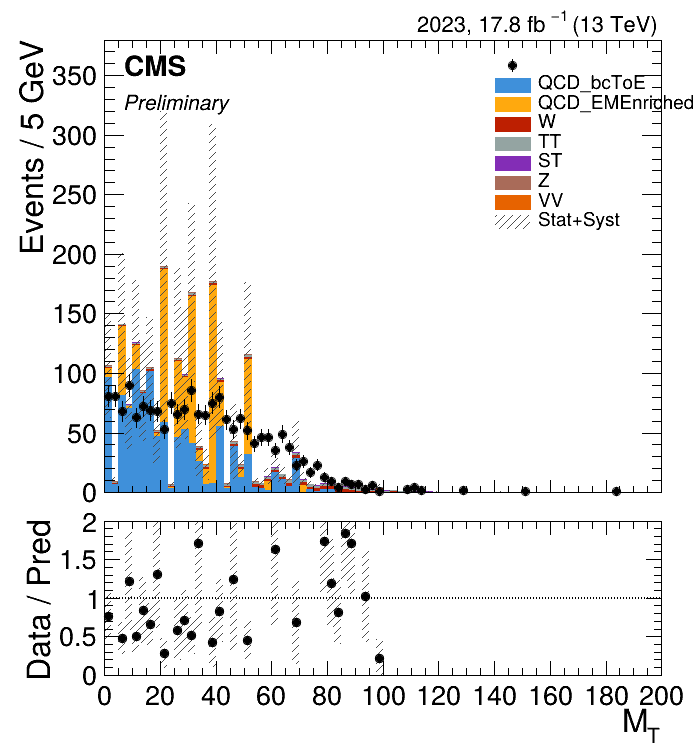 2023, 17.8 fb⁻¹ (13 TeV)
Events / 5 GeV
CMS
Preliminary
QCD_bcToE
QCD_EMEnriched
W
TT
ST
Z
VV
Stat+Syst
350
300
250
200
150
100
50
0
Data / Pred
2
1.5
1
0.5
0
0 20 40 60 80 100 120 140 160 180 200
M_T